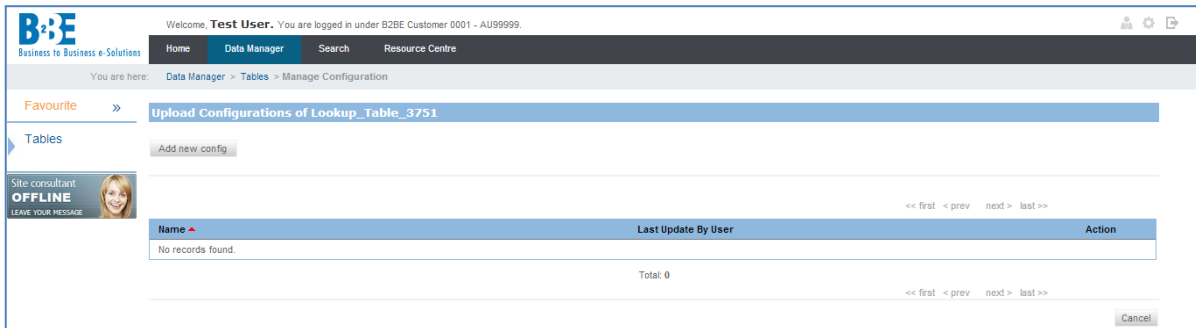 B2BE
Business to Business e-Solutions
Welcome, Test User. You are logged in under B2BE Customer 0001 - AU99999.
Home Data Manager Search Resource Centre
You are here: Data Manager > Tables > Manage Configuration
Favourite »
Tables
Site consultant
OFFLINE
LEAVE YOUR MESSAGE
Upload Configurations of Lookup_Table_3751
Add new config
<< first < prev next > last >>
Name Last Update By User Action
No records found.
Total: 0
<< first < prev next > last >>
Cancel